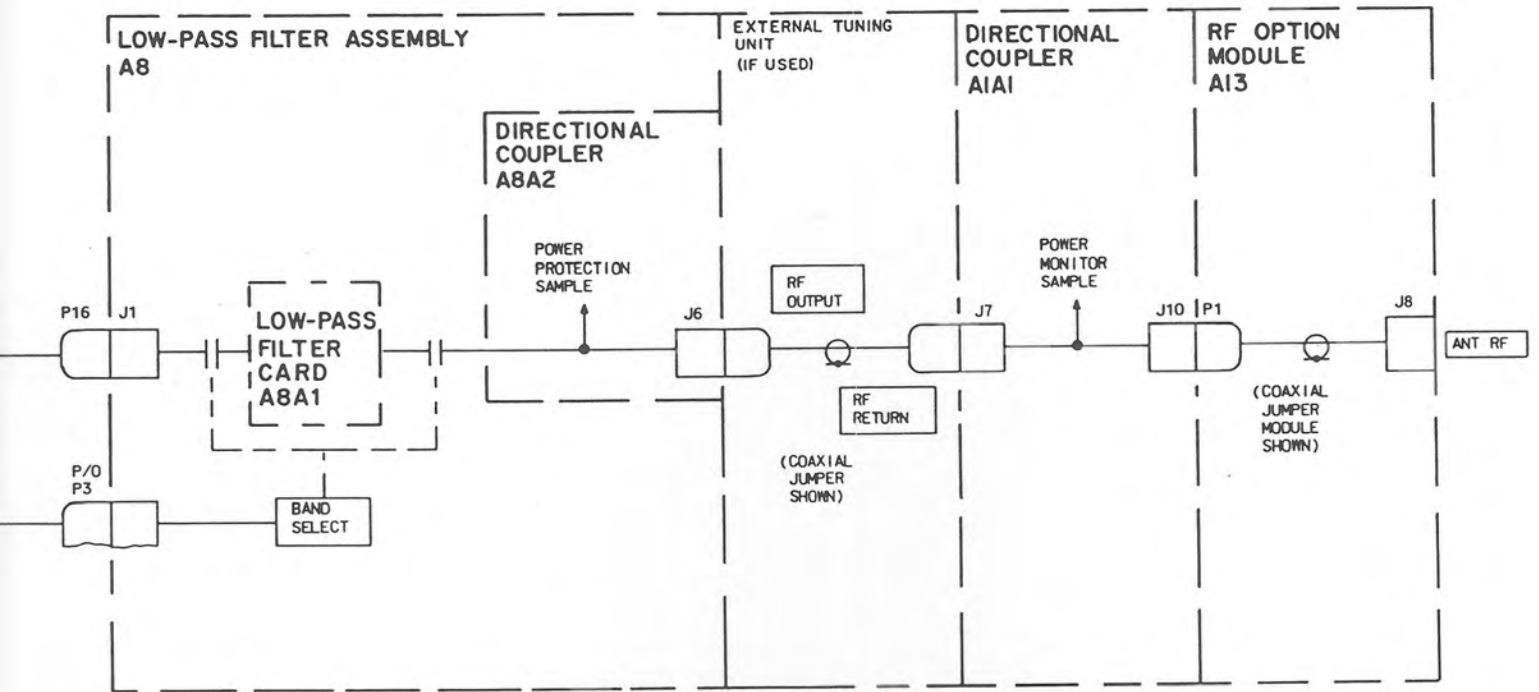 LOW-PASS FILTER ASSEMBLY
A8
EXTERNAL TUNING
UNIT
(IF USED)
DIRECTIONAL
COUPLER
A1A1
RF OPTION
MODULE
A13
DIRECTIONAL
COUPLER
A8A2
POWER
PROTECTION
SAMPLE
RF
OUTPUT
POWER
MONITOR
SAMPLE
P16
J1
LOW-PASS
FILTER
CARD
A8A1
J6
J7
J10
P1
J8
ANT RF
RF
RETURN
(COAXIAL
JUMPER
MODULE
SHOWN)
(COAXIAL
JUMPER
SHOWN)
P/O
P3
BAND
SELECT